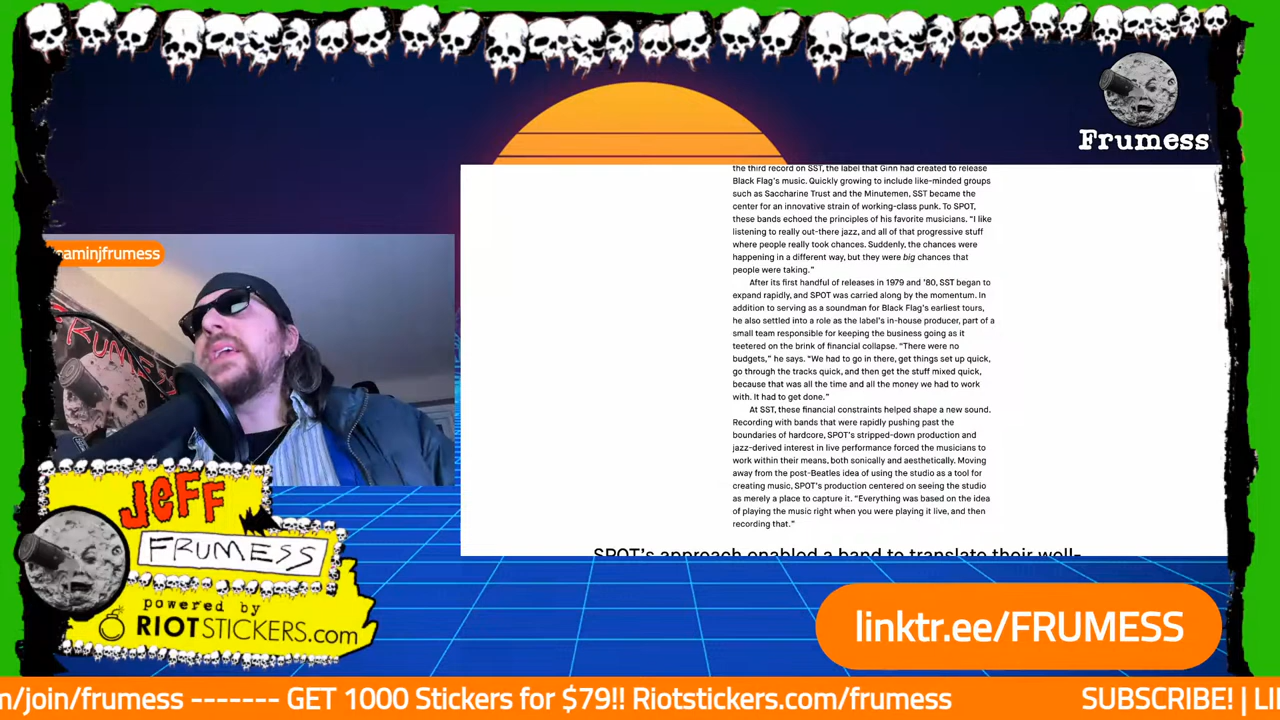 Frumess
the third record on SST, the label that Ginn had created to release
Black Flag's music. Quickly growing to include like-minded groups
such as Saccharine Trust and the Minutemen, SST became the
center for an innovative strain of working-class punk. To SPOT,
these bands echoed the principles of his favorite musicians. “I like
listening to really out-there jazz, and all of that progressive stuff
where people really took chances. Suddenly, the chances were
happening in a different way, but they were big chances that
people were taking.”
After its first handful of releases in 1979 and '80, SST began to
expand rapidly, and SPOT was carried along by the momentum. In
addition to serving as a soundman for Black Flag's earliest tours,
he also settled into a role as the label's in-house producer, part of a
small team responsible for keeping the business going as it
teetered on the brink of financial collapse. “There were no
budgets,” he says. “We had to go in there, get things set up quick,
go through the tracks quick, and then get the stuff mixed quick,
because that was all the time and all the money we had to work
with. It had to get done.”
At SST, these financial constraints helped shape a new sound.
Recording with bands that were rapidly pushing past the
boundaries of hardcore, SPOT's stripped-down production and
jazz-derived interest in live performance forced the musicians to
work within their means, both sonically and aesthetically. Moving
away from the post-Beatles idea of using the studio as a tool for
creating music, SPOT's production centered on seeing the studio
as merely a place to capture it. “Everything was based on the idea
of playing the music right when you were playing it live, and then
recording that.”
SPOT's approach enabled a band to translate their well-
aminjfrumess
FRUMESS
JEFF
FRUMESS
powered by
RIOTSTICKERS.com
linktr.ee/FRUMESS
m/join/frumess ------- GET 1000 Stickers for $79!! Riotstickers.com/frumess
SUBSCRIBE! | LI